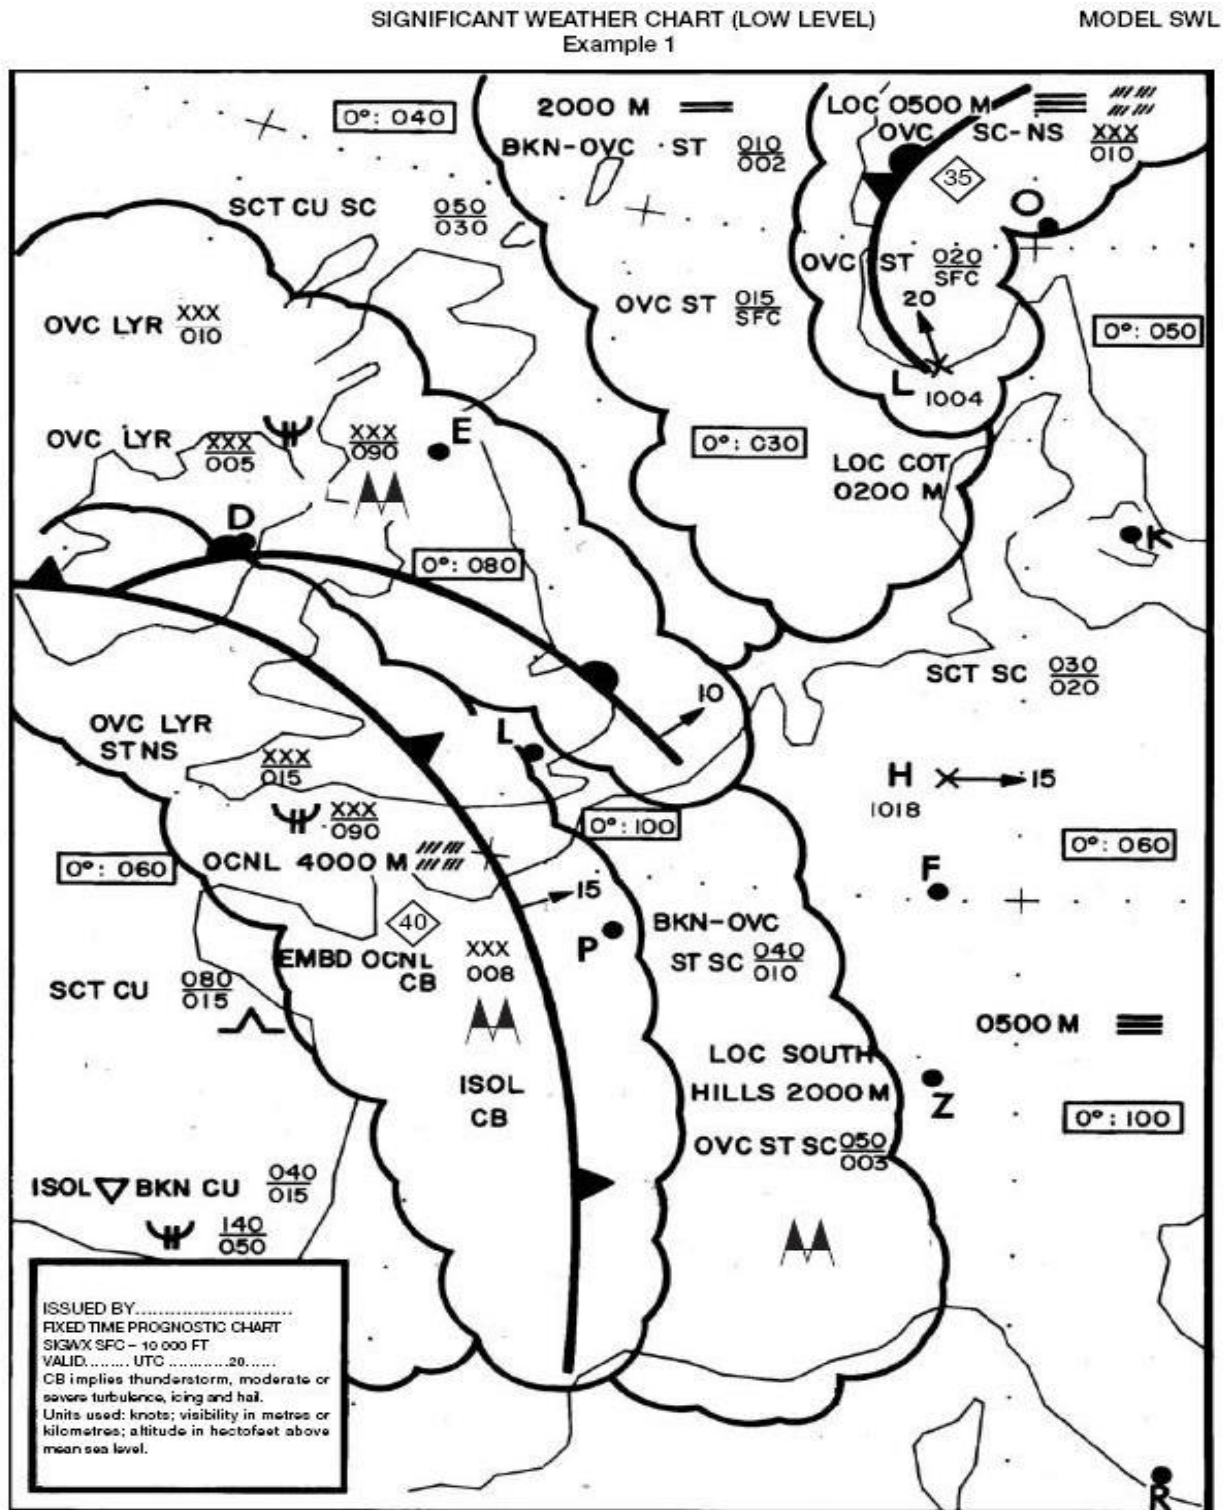 SIGNIFICANT WEATHER CHART (LOW LEVEL)
MODEL SWL
Example 1
0°: 040
2000 M
BKN-OVC ST 010
002
LOC 0500 M
OVC SC-NS XXX
010
35
O
SCT CU SC 050
030
OVC ST 020
SFC
OVC LYR XXX
010
OVC ST 015
SFC
20
0°: 050
L
1004
OVC LYR XXX
005
XXX
090
E
0°: 030
LOC COT
0200 M
D
K
0°: 080
SCT SC 030
020
10
OVC LYR
ST NS
L
XXX
015
H
15
1018
XXX
090
0°: 100
0°: 060
0°: 060
OCNL 4000 M
F
15
40
P
BKN-OVC
ST SC 040
010
EMBD OCNL
CB
XXX
008
SCT CU 080
015
0500 M
LOC SOUTH
HILLS 2000 M
Z
ISOL
CB
0°: 100
OVC ST SC 050
003
ISOL BKN CU 040
015
140
050
ISSUED BY............................
FIXED TIME PROGNOSTIC CHART
SIGWX SFC – 10 000 FT
VALID......... UTC ............20......
CB implies thunderstorm, moderate or
severe turbulence, icing and hail.
Units used: knots; visibility in metres or
kilometres; altitude in hectofeet above
mean sea level.
R